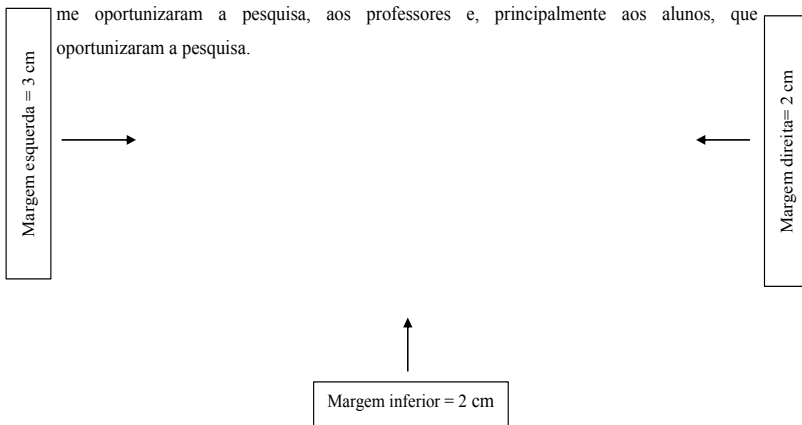 me oportunizaram a pesquisa, aos professores e, principalmente aos alunos, que
oportunizaram a pesquisa.
Margem esquerda = 3 cm
Margem direita= 2 cm
Margem inferior = 2 cm